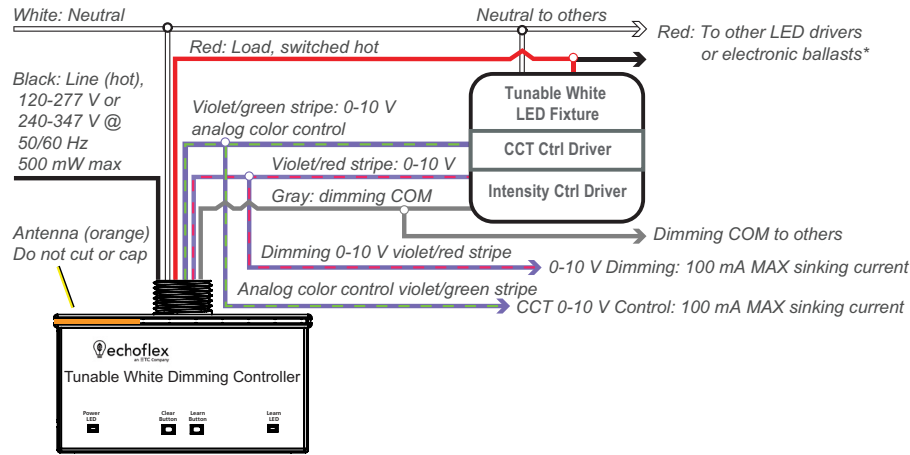 White: Neutral
Neutral to others
Red: To other LED drivers
or electronic ballasts*
Red: Load, switched hot
Black: Line (hot),
120-277 V or
240-347 V @
50/60 Hz
500 mW max
Violet/green stripe: 0-10 V
analog color control
Tunable White
LED Fixture
CCT Ctrl Driver
Violet/red stripe: 0-10 V
Intensity Ctrl Driver
Gray: dimming COM
Antenna (orange)
Do not cut or cap
Dimming COM to others
Dimming 0-10 V violet/red stripe
0-10 V Dimming: 100 mA MAX sinking current
Analog color control violet/green stripe
CCT 0-10 V Control: 100 mA MAX sinking current
echoflex
an ETC Company
Tunable White Dimming Controller
Power
LED
Clear
Button
Learn
Button
Learn
LED